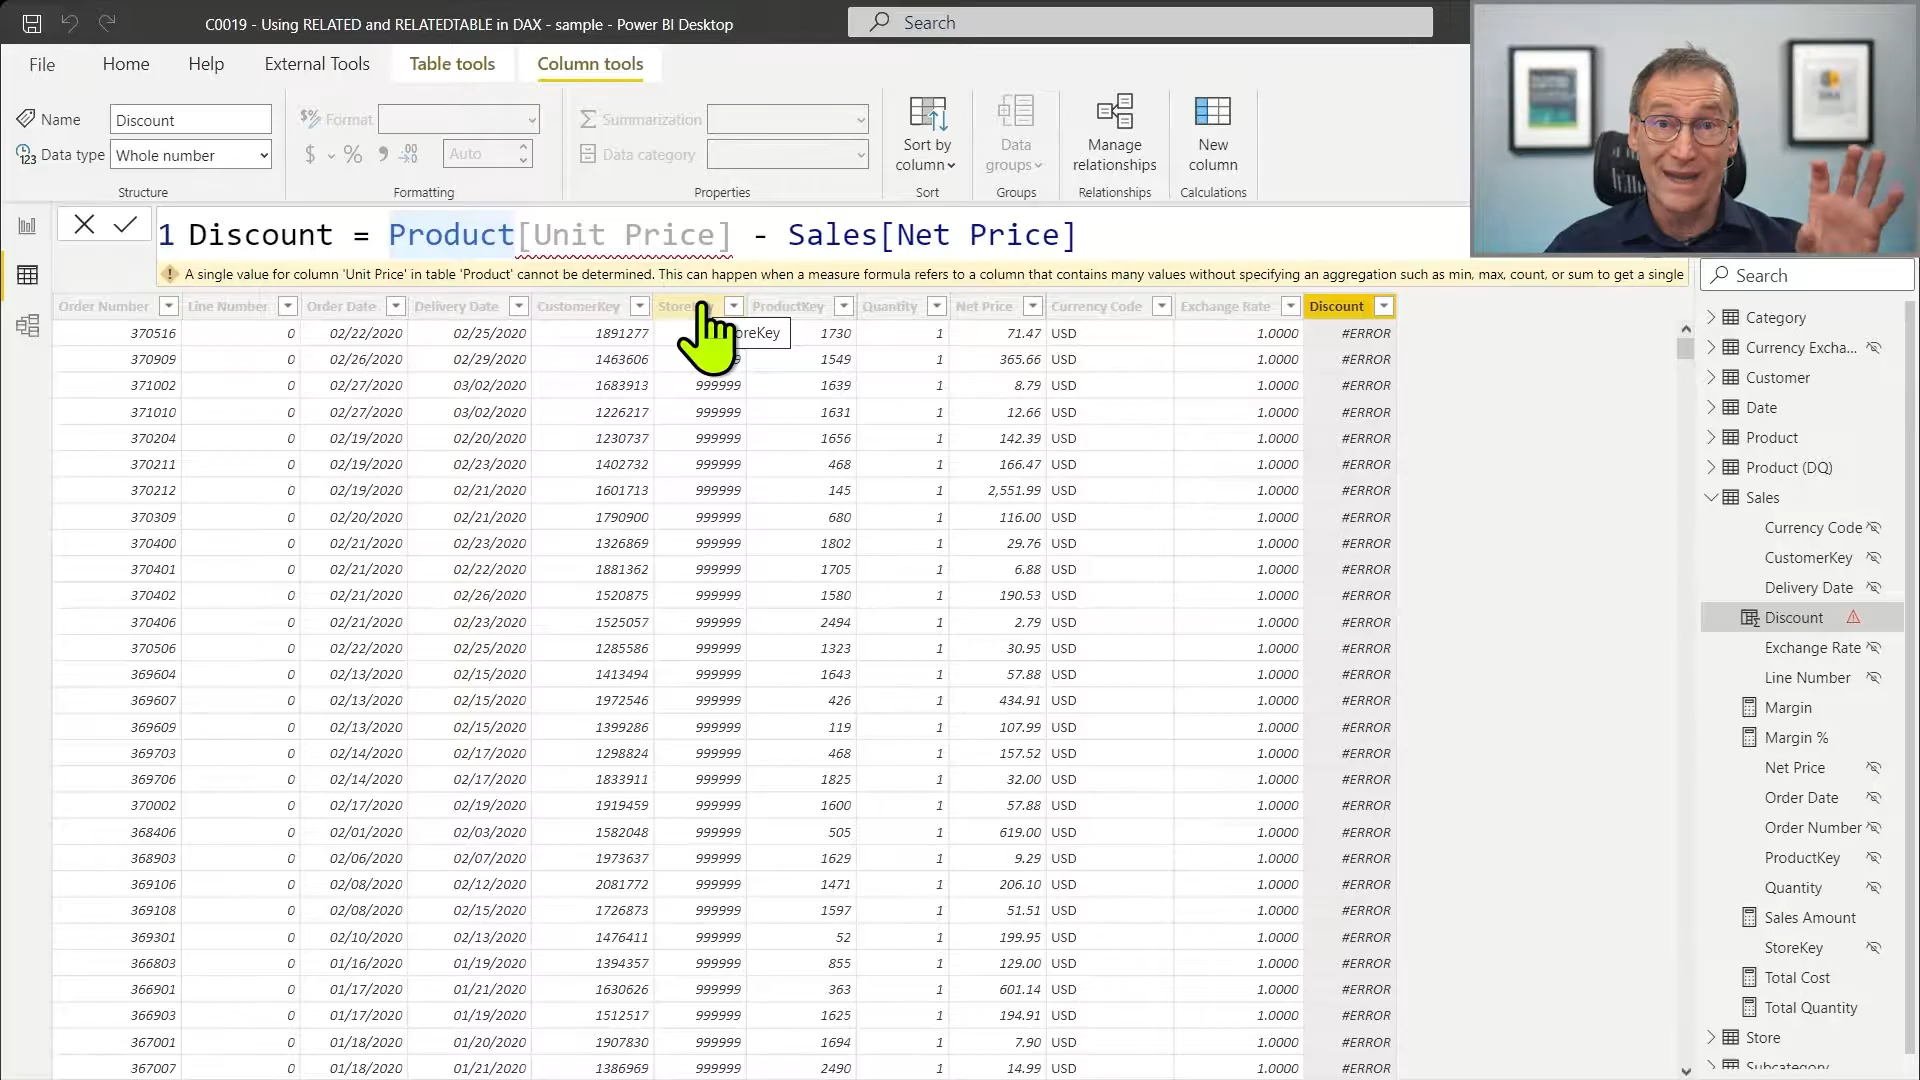 C0019 - Using RELATED and RELATEDTABLE in DAX - sample - Power BI Desktop
Search
File Home Help External Tools Table tools Column tools
Name Discount
Data type Whole number
Structure
Format
$ % Auto
Formatting
Summarization
Data category
Properties
Sort by column
Sort
Data groups
Groups
Manage relationships
Relationships
New column
Calculations
1 Discount = Product[Unit Price] - Sales[Net Price]
A single value for column 'Unit Price' in table 'Product' cannot be determined. This can happen when a measure formula refers to a column that contains many values without specifying an aggregation such as min, max, count, or sum to get a single
Order Number Line Number Order Date Delivery Date CustomerKey ProductKey Quantity Net Price Currency Code Exchange Rate Discount
370516 0 02/22/2020 02/25/2020 1891277 oreKey 1730 1 71.47 USD 1.0000 #ERROR
370909 0 02/26/2020 02/29/2020 1463606 9 1549 1 365.66 USD 1.0000 #ERROR
371002 0 02/27/2020 03/02/2020 1683913 999999 1639 1 8.79 USD 1.0000 #ERROR
371010 0 02/27/2020 03/02/2020 1226217 999999 1631 1 12.66 USD 1.0000 #ERROR
370204 0 02/19/2020 02/20/2020 1230737 999999 1656 1 142.39 USD 1.0000 #ERROR
370211 0 02/19/2020 02/23/2020 1402732 999999 468 1 166.47 USD 1.0000 #ERROR
370212 0 02/19/2020 02/21/2020 1601713 999999 145 1 2,551.99 USD 1.0000 #ERROR
370309 0 02/20/2020 02/21/2020 1790900 999999 680 1 116.00 USD 1.0000 #ERROR
370400 0 02/21/2020 02/23/2020 1326869 999999 1802 1 29.76 USD 1.0000 #ERROR
370401 0 02/21/2020 02/22/2020 1881362 999999 1705 1 6.88 USD 1.0000 #ERROR
370402 0 02/21/2020 02/26/2020 1520875 999999 1580 1 190.53 USD 1.0000 #ERROR
370406 0 02/21/2020 02/23/2020 1525057 999999 2494 1 2.79 USD 1.0000 #ERROR
370506 0 02/22/2020 02/25/2020 1285586 999999 1323 1 30.95 USD 1.0000 #ERROR
369604 0 02/13/2020 02/15/2020 1413494 999999 1643 1 57.88 USD 1.0000 #ERROR
369607 0 02/13/2020 02/15/2020 1972546 999999 426 1 434.91 USD 1.0000 #ERROR
369609 0 02/13/2020 02/15/2020 1399286 999999 119 1 107.99 USD 1.0000 #ERROR
369703 0 02/14/2020 02/17/2020 1298824 999999 468 1 157.52 USD 1.0000 #ERROR
369706 0 02/14/2020 02/17/2020 1833911 999999 1825 1 32.00 USD 1.0000 #ERROR
370002 0 02/17/2020 02/19/2020 1919459 999999 1600 1 57.88 USD 1.0000 #ERROR
368406 0 02/01/2020 02/03/2020 1582048 999999 505 1 619.00 USD 1.0000 #ERROR
368903 0 02/06/2020 02/07/2020 1973637 999999 1629 1 9.29 USD 1.0000 #ERROR
369106 0 02/08/2020 02/12/2020 2081772 999999 1471 1 206.10 USD 1.0000 #ERROR
369108 0 02/08/2020 02/15/2020 1726873 999999 1597 1 51.51 USD 1.0000 #ERROR
369301 0 02/10/2020 02/13/2020 1476411 999999 52 1 199.95 USD 1.0000 #ERROR
366803 0 01/16/2020 01/19/2020 1394357 999999 855 1 129.00 USD 1.0000 #ERROR
366901 0 01/17/2020 01/21/2020 1630626 999999 363 1 601.14 USD 1.0000 #ERROR
366903 0 01/17/2020 01/19/2020 1512517 999999 1625 1 194.91 USD 1.0000 #ERROR
367001 0 01/18/2020 01/20/2020 1907830 999999 1694 1 7.90 USD 1.0000 #ERROR
367007 0 01/18/2020 01/21/2020 1386969 999999 2490 1 14.99 USD 1.0000 #ERROR
Search
Category
Currency Excha...
Customer
Date
Product
Product (DQ)
Sales
Currency Code
CustomerKey
Delivery Date
Discount
Exchange Rate
Line Number
Margin
Margin %
Net Price
Order Date
Order Number
ProductKey
Quantity
Sales Amount
StoreKey
Total Cost
Total Quantity
Store
Subcategory